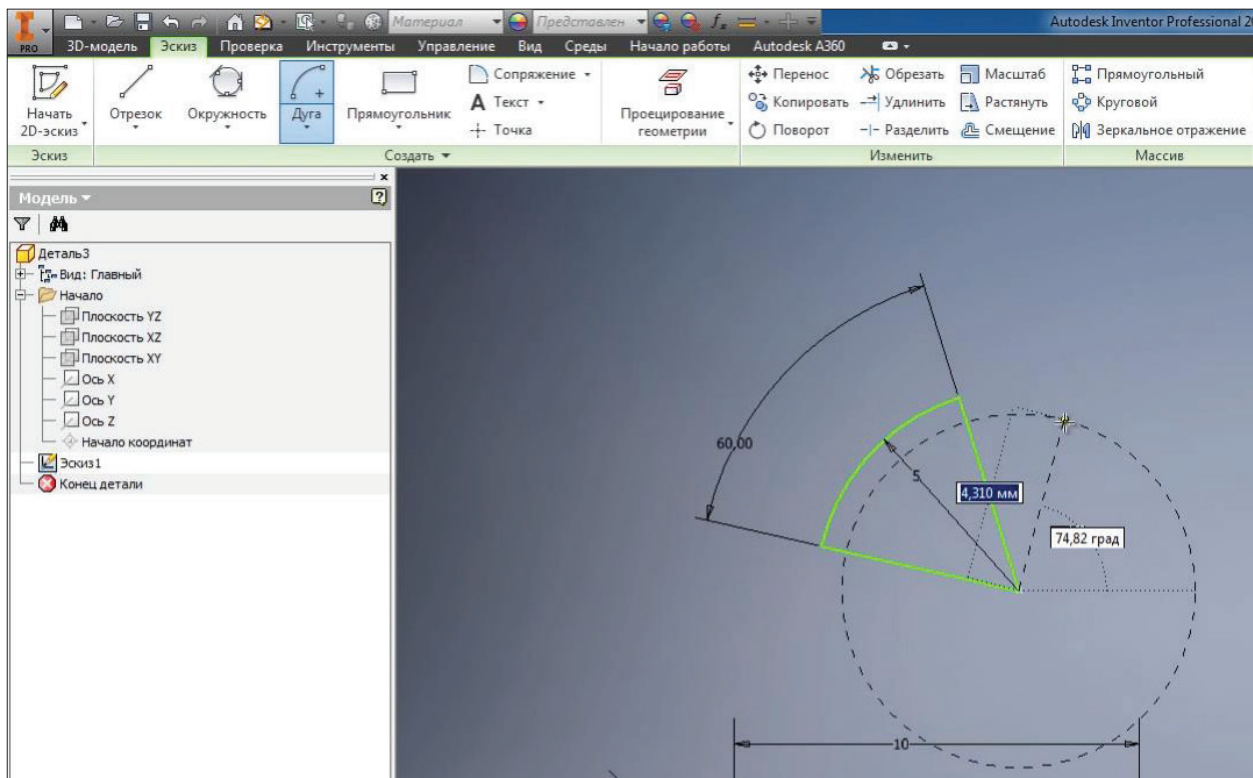 Материал
Представлен
Autodesk Inventor Professional 2
PRO
3D-модель Эскиз Проверка Инструменты Управление Вид Среды Начало работы Autodesk A360
Начать
2D-эскиз
Отрезок
Окружность
Дуга
Прямоугольник
Сопряжение
A Текст
Точка
Проецирование
геометрии
Перенос
Копировать
Поворот
Обрезать
Удлинить
Разделить
Масштаб
Растянуть
Смещение
Прямоугольный
Круговой
Зеркальное отражение
Эскиз Создать Изменить Массив
Модель
Деталь3
Вид: Главный
Начало
Плоскость YZ
Плоскость XZ
Плоскость XY
Ось X
Ось Y
Ось Z
Начало координат
Эскиз1
Конец детали
60,00
5
4,310 мм
74,82 град
10